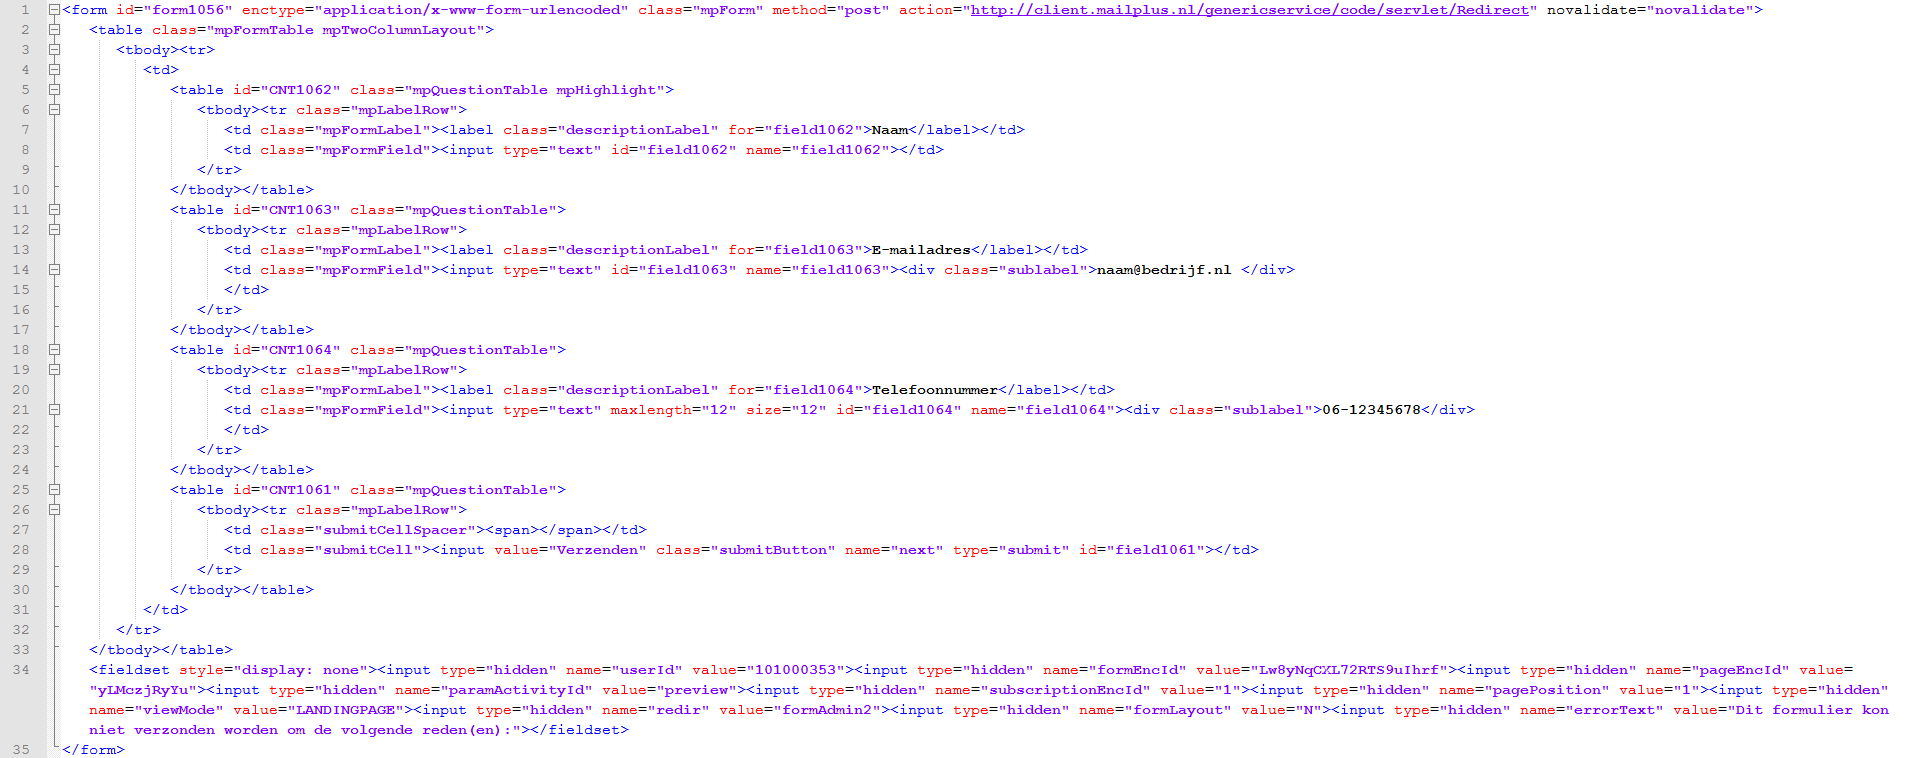 1 <form id="form1056" enctype="application/x-www-form-urlencoded" class="mpForm" method="post" action="http://client.mailplus.nl/genericservice/code/servlet/Redirect" novalidate="novalidate">
2 <table class="mpFormTable mpTwoColumnLayout">
3 <tbody><tr>
4 <td>
5 <table id="CNT1062" class="mpQuestionTable mpHighlight">
6 <tbody><tr class="mpLabelRow">
7 <td class="mpFormLabel"><label class="descriptionLabel" for="field1062">Naam</label></td>
8 <td class="mpFormField"><input type="text" id="field1062" name="field1062"></td>
9 </tr>
10 </tbody></table>
11 <table id="CNT1063" class="mpQuestionTable">
12 <tbody><tr class="mpLabelRow">
13 <td class="mpFormLabel"><label class="descriptionLabel" for="field1063">E-mailadres</label></td>
14 <td class="mpFormField"><input type="text" id="field1063" name="field1063"><div class="sublabel">naam@bedrijf.nl </div>
15 </td>
16 </tr>
17 </tbody></table>
18 <table id="CNT1064" class="mpQuestionTable">
19 <tbody><tr class="mpLabelRow">
20 <td class="mpFormLabel"><label class="descriptionLabel" for="field1064">Telefoonnummer</label></td>
21 <td class="mpFormField"><input type="text" maxlength="12" size="12" id="field1064" name="field1064"><div class="sublabel">06-12345678</div>
22 </td>
23 </tr>
24 </tbody></table>
25 <table id="CNT1061" class="mpQuestionTable">
26 <tbody><tr class="mpLabelRow">
27 <td class="submitCellSpacer"><span></span></td>
28 <td class="submitCell"><input value="Verzenden" class="submitButton" name="next" type="submit" id="field1061"></td>
29 </tr>
30 </tbody></table>
31 </td>
32 </tr>
33 </tbody></table>
34 <fieldset style="display: none"><input type="hidden" name="userId" value="101000353"><input type="hidden" name="formEncId" value="Lw8yNqCXL72RTS9uIhrf"><input type="hidden" name="pageEncId" value=
"yLMczjRyYu"><input type="hidden" name="paramActivityId" value="preview"><input type="hidden" name="subscriptionEncId" value="1"><input type="hidden" name="pagePosition" value="1"><input type="hidden"
name="viewMode" value="LANDINGPAGE"><input type="hidden" name="redir" value="formAdmin2"><input type="hidden" name="formLayout" value="N"><input type="hidden" name="errorText" value="Dit formulier kon
niet verzonden worden om de volgende reden(en):"></fieldset>
35 </form>